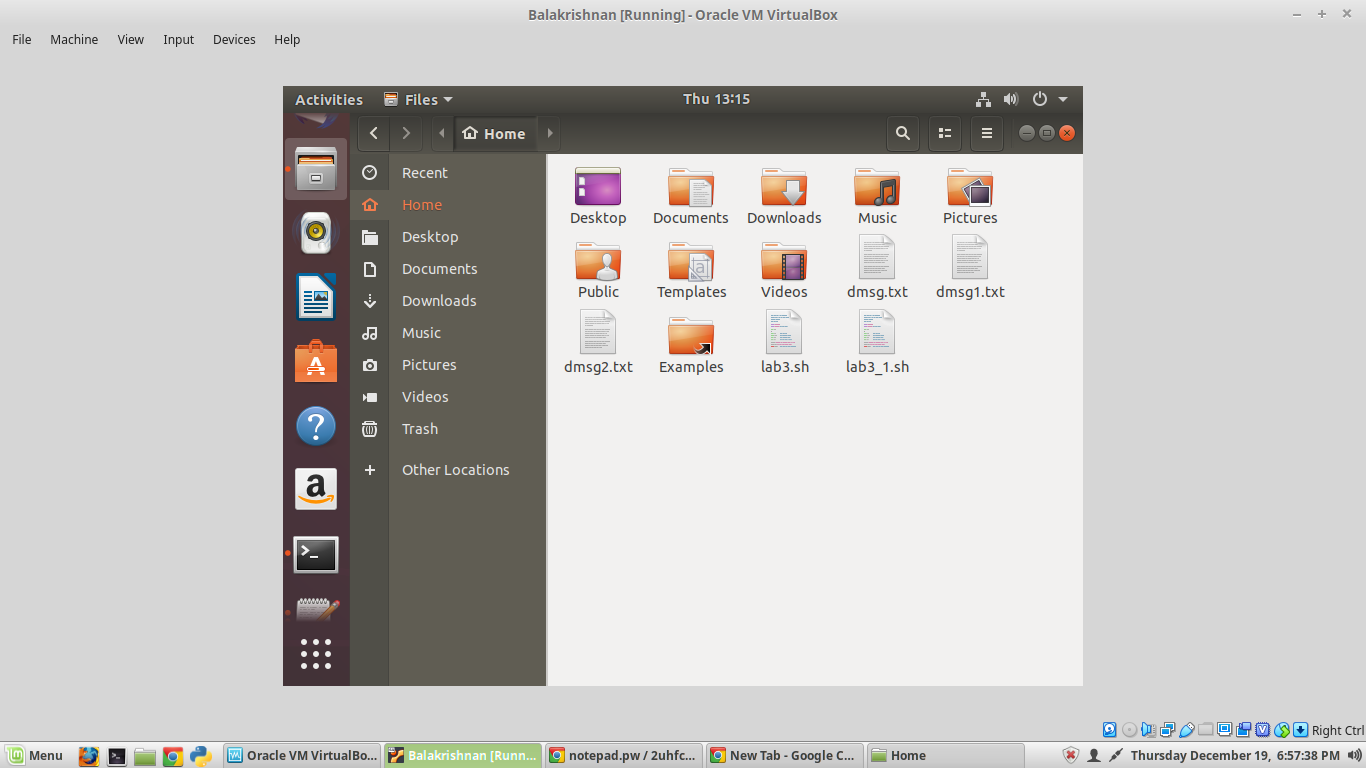 Balakrishnan [Running] - Oracle VM VirtualBox
File Machine View Input Devices Help
Activities Files Thu 13:15
Home
Recent
Home
Desktop
Documents
Downloads
Music
Pictures
Videos
Trash
Other Locations
Desktop Documents Downloads Music Pictures
Public Templates Videos dmsg.txt dmsg1.txt
dmsg2.txt Examples lab3.sh lab3_1.sh
Right Ctrl
Menu Oracle VM VirtualBo... Balakrishnan [Runn... notepad.pw / 2uhfc... New Tab - Google C... Home Thursday December 19, 6:57:38 PM